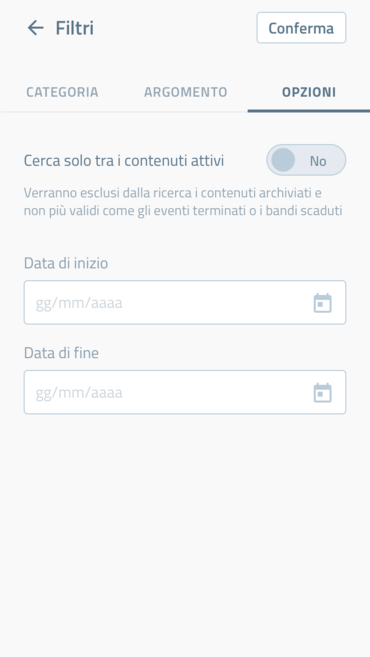 Filtri
Conferma
CATEGORIA
ARGOMENTO
OPZIONI
Cerca solo tra i contenuti attivi
No
Verranno esclusi dalla ricerca i contenuti archiviati e
non più validi come gli eventi terminati o i bandi scaduti
Data di inizio
gg/mm/aaaa
Data di fine
gg/mm/aaaa